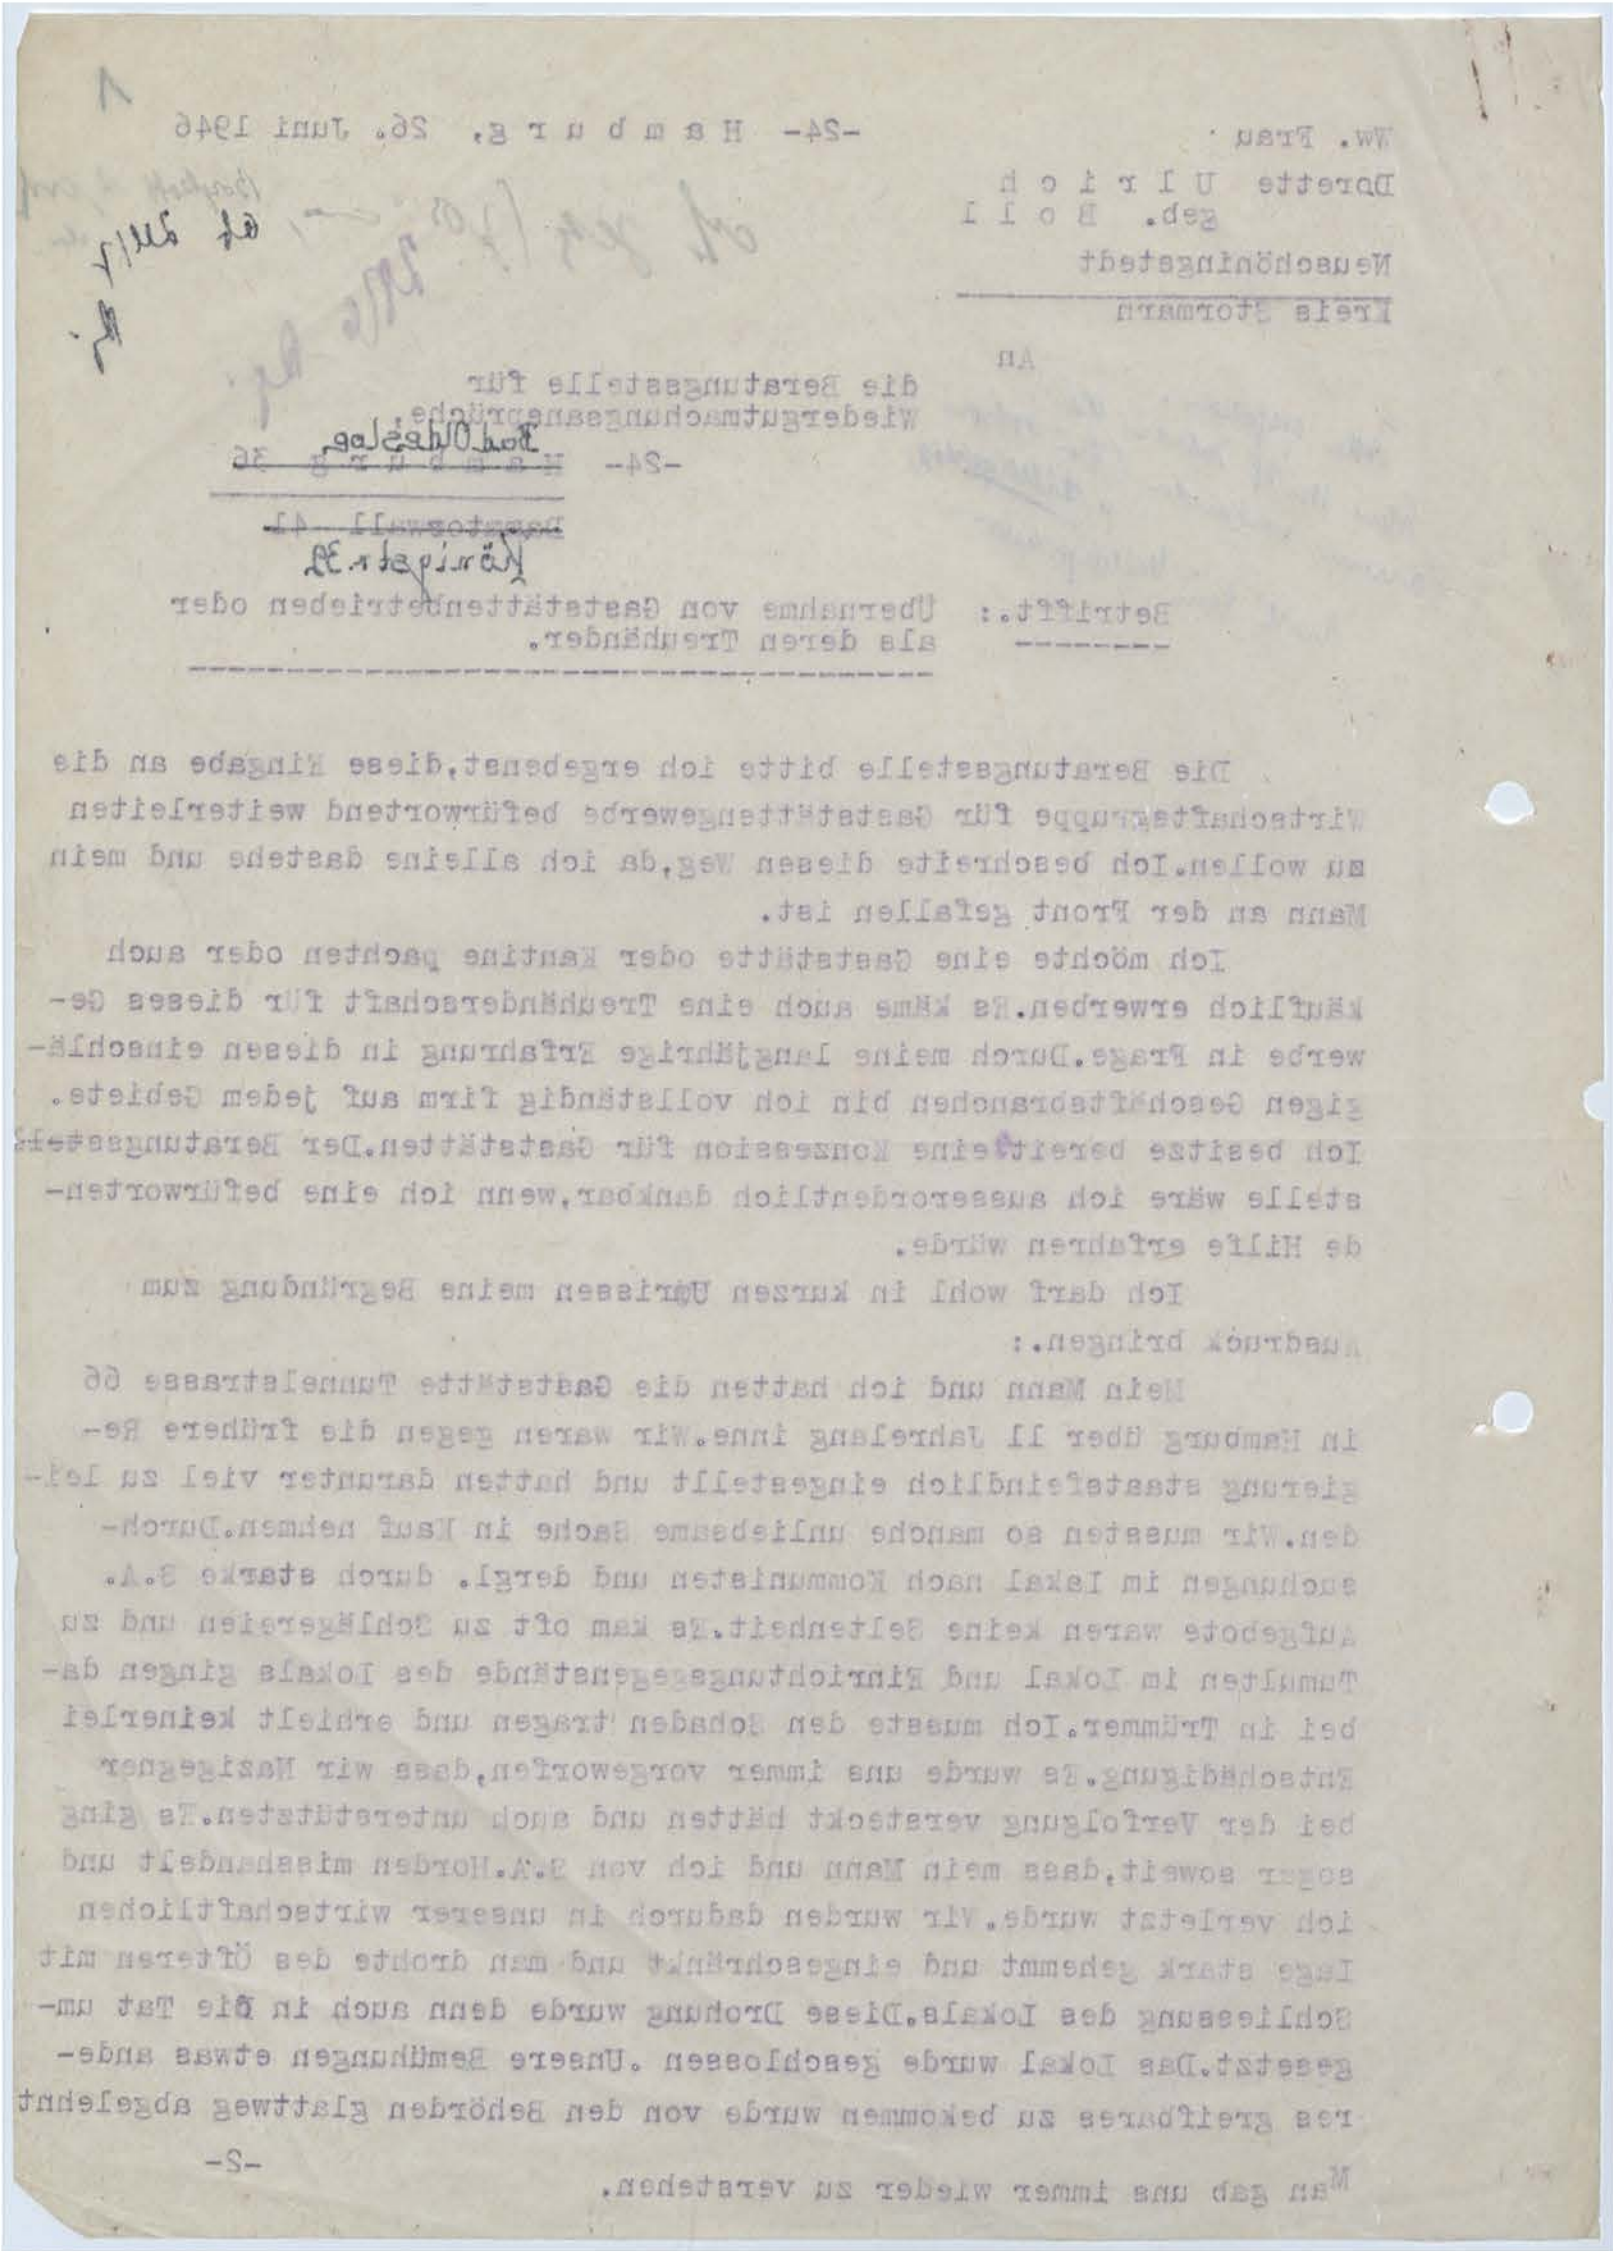 Ww. Frau
-24- H a m b u r g, 26. Juni 1946
1
Dorette U l r i c h
geb. B o l l
Neuschöningstedt
Kreis Stormarn
ab
An
die Beratungsstelle für
Wiedergutmachungsansprüche,
Bad Oldesloe
-24- H a m b u r g 36
Dammtorwall 41
Königstr. 32
Betrifft.: Übernahme von Gaststättenbetrieben oder
als deren Treuhänder.
Die Beratungsstelle bitte ich ergebenst,diese Eingabe an die
Wirtschaftsgruppe für Gaststättengewerbe befürwortend weiterleiten
zu wollen.Ich beschreite diesen Weg,da ich alleine dastehe und mein
Mann an der Front gefallen ist.
Ich möchte eine Gaststätte oder Kantine pachten oder auch
käuflich erwerben.Es käme auch eine Treuhänderschaft für dieses Ge-
werbe in Frage.Durch meine langjährige Erfahrung in diesen einschlä-
gigen Geschäftsbranchen bin ich vollständig firm auf jedem Gebiete.
Ich besitze bereits eine Konzession für Gaststätten.Der Beratungs
stelle wäre ich ausserordentlich dankbar,wenn ich eine befürworten-
de Hilfe erfahren würde.
Ich darf wohl in kurzen Umrissen meine Begründung zum
Ausdruck bringen.:
Mein Mann und ich hatten die Gaststätte Tunnelstrasse 66
in Hamburg über 11 Jahrelang inne.Wir waren gegen die frühere Re-
gierung staatsfeindlich eingestellt und hatten darunter viel zu lei-
den.Wir mussten so manche unliebsame Sache in Kauf nehmen.Durch-
suchungen im Lokal nach Kommunisten und dergl. durch starke S.A.
Aufgebote waren keine Seltenheit.Es kam oft zu Schlägereien und zu
Tumulten im Lokal und Einrichtungsgegenstände des Lokals gingen da-
bei in Trümmer.Ich musste den Schaden tragen und erhielt keinerlei
Entschädigung.Es wurde uns immer vorgeworfen,dass wir Nazigegner
bei der Verfolgung versteckt hätten und auch unterstützten.Es ging
sogar soweit,dass mein Mann und ich von S.A.Horden misshandelt und
ich verletzt wurde.Wir wurden dadurch in unserer wirtschaftlichen
Lage stark gehemmt und eingeschränkt und man drohte des Öfteren mit
Schliessung des Lokals.Diese Drohung wurde denn auch in die Tat um-
gesetzt.Das Lokal wurde geschlossen .Unsere Bemühungen etwas ande-
res greifbares zu bekommen wurde von den Behörden glattweg abgelehnt
Man gab uns immer wieder zu verstehen.
-2-